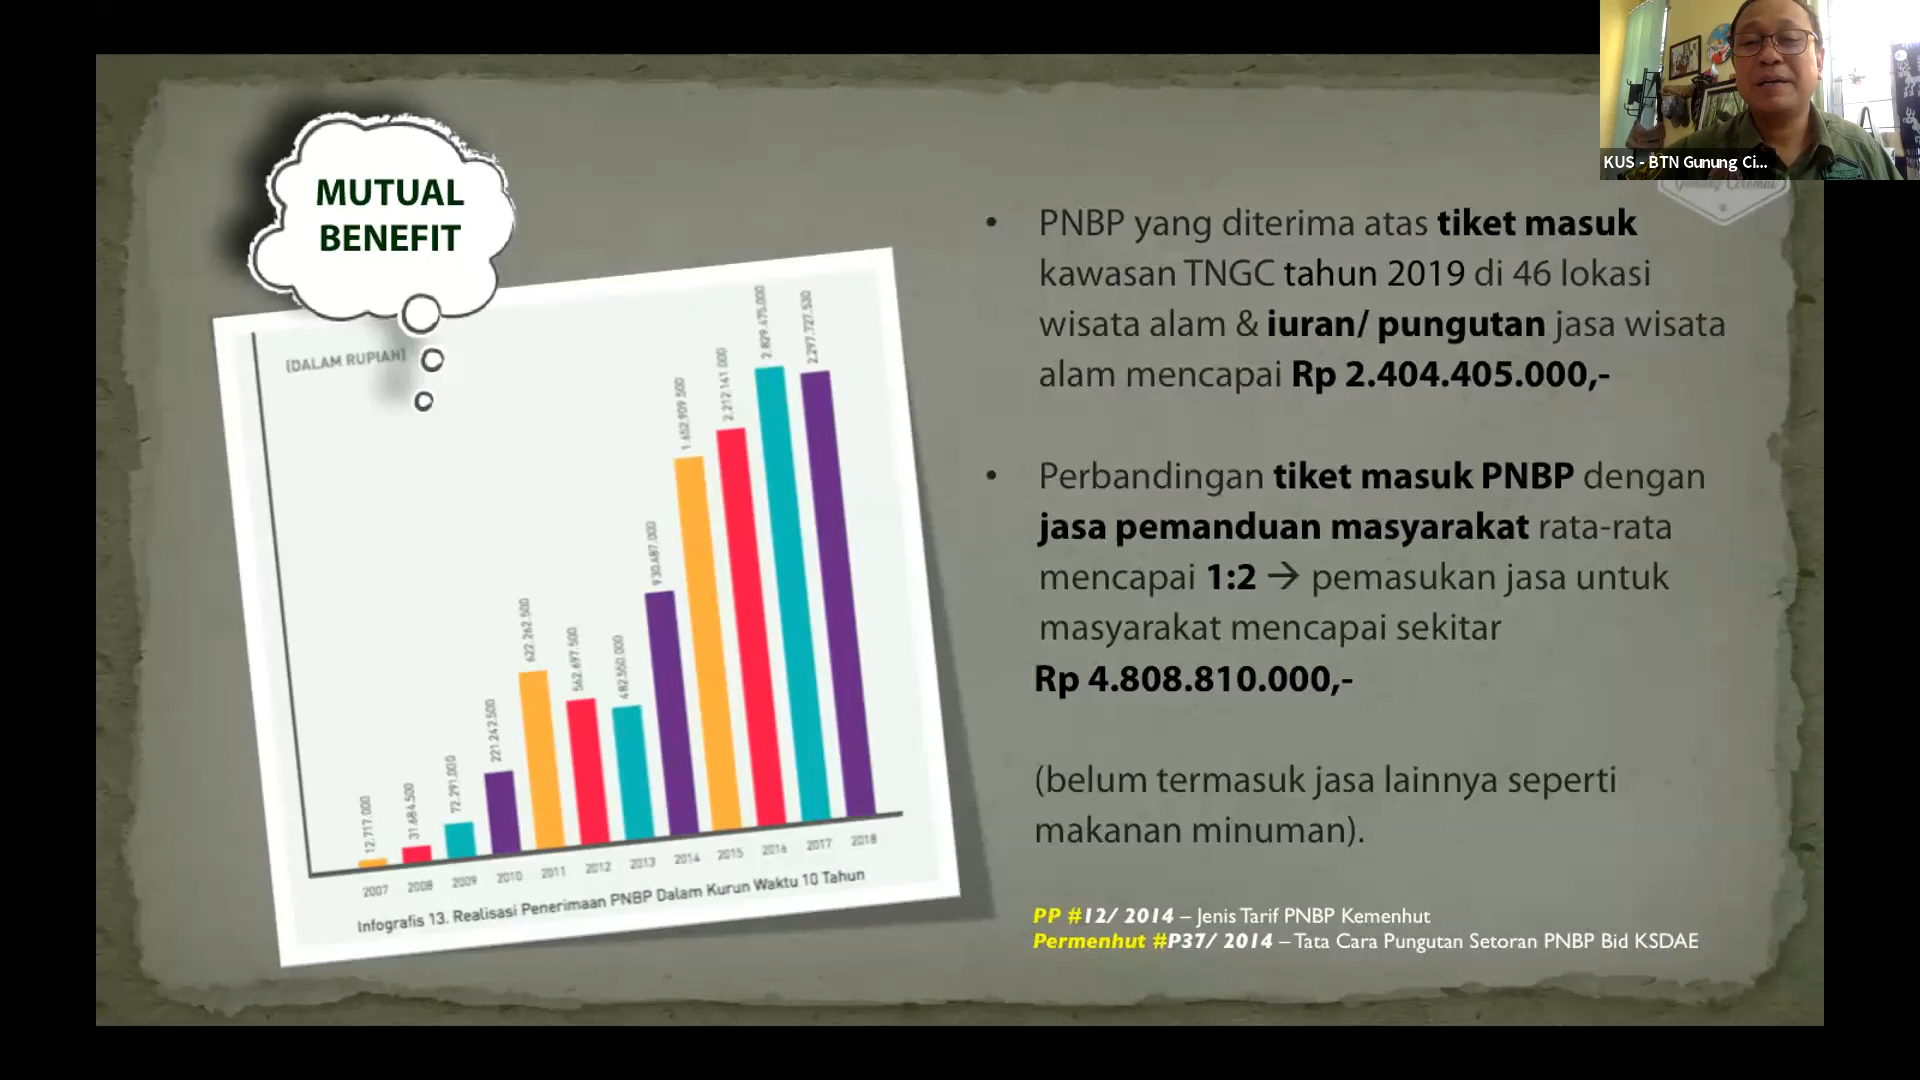 KUS - BTN Gunung Ci...
MUTUAL
BENEFIT
(DALAM RUPIAH)
12.717.000
31.684.500
72.291.000
221.242.500
622.262.500
562.697.500
482.550.000
930.487.000
1.652.909.500
2.212.141.000
2.829.475.000
2.297.727.530
2007
2008
2009
2010
2011
2012
2013
2014
2015
2016
2017
2018
Infografis 13. Realisasi Penerimaan PNBP Dalam Kurun Waktu 10 Tahun
• PNBP yang diterima atas tiket masuk
kawasan TNGC tahun 2019 di 46 lokasi
wisata alam & iuran/ pungutan jasa wisata
alam mencapai Rp 2.404.405.000,-
• Perbandingan tiket masuk PNBP dengan
jasa pemanduan masyarakat rata-rata
mencapai 1:2 → pemasukan jasa untuk
masyarakat mencapai sekitar
Rp 4.808.810.000,-
(belum termasuk jasa lainnya seperti
makanan minuman).
PP #12/ 2014 – Jenis Tarif PNBP Kemenhut
Permenhut #P37/ 2014 – Tata Cara Pungutan Setoran PNBP Bid KSDAE